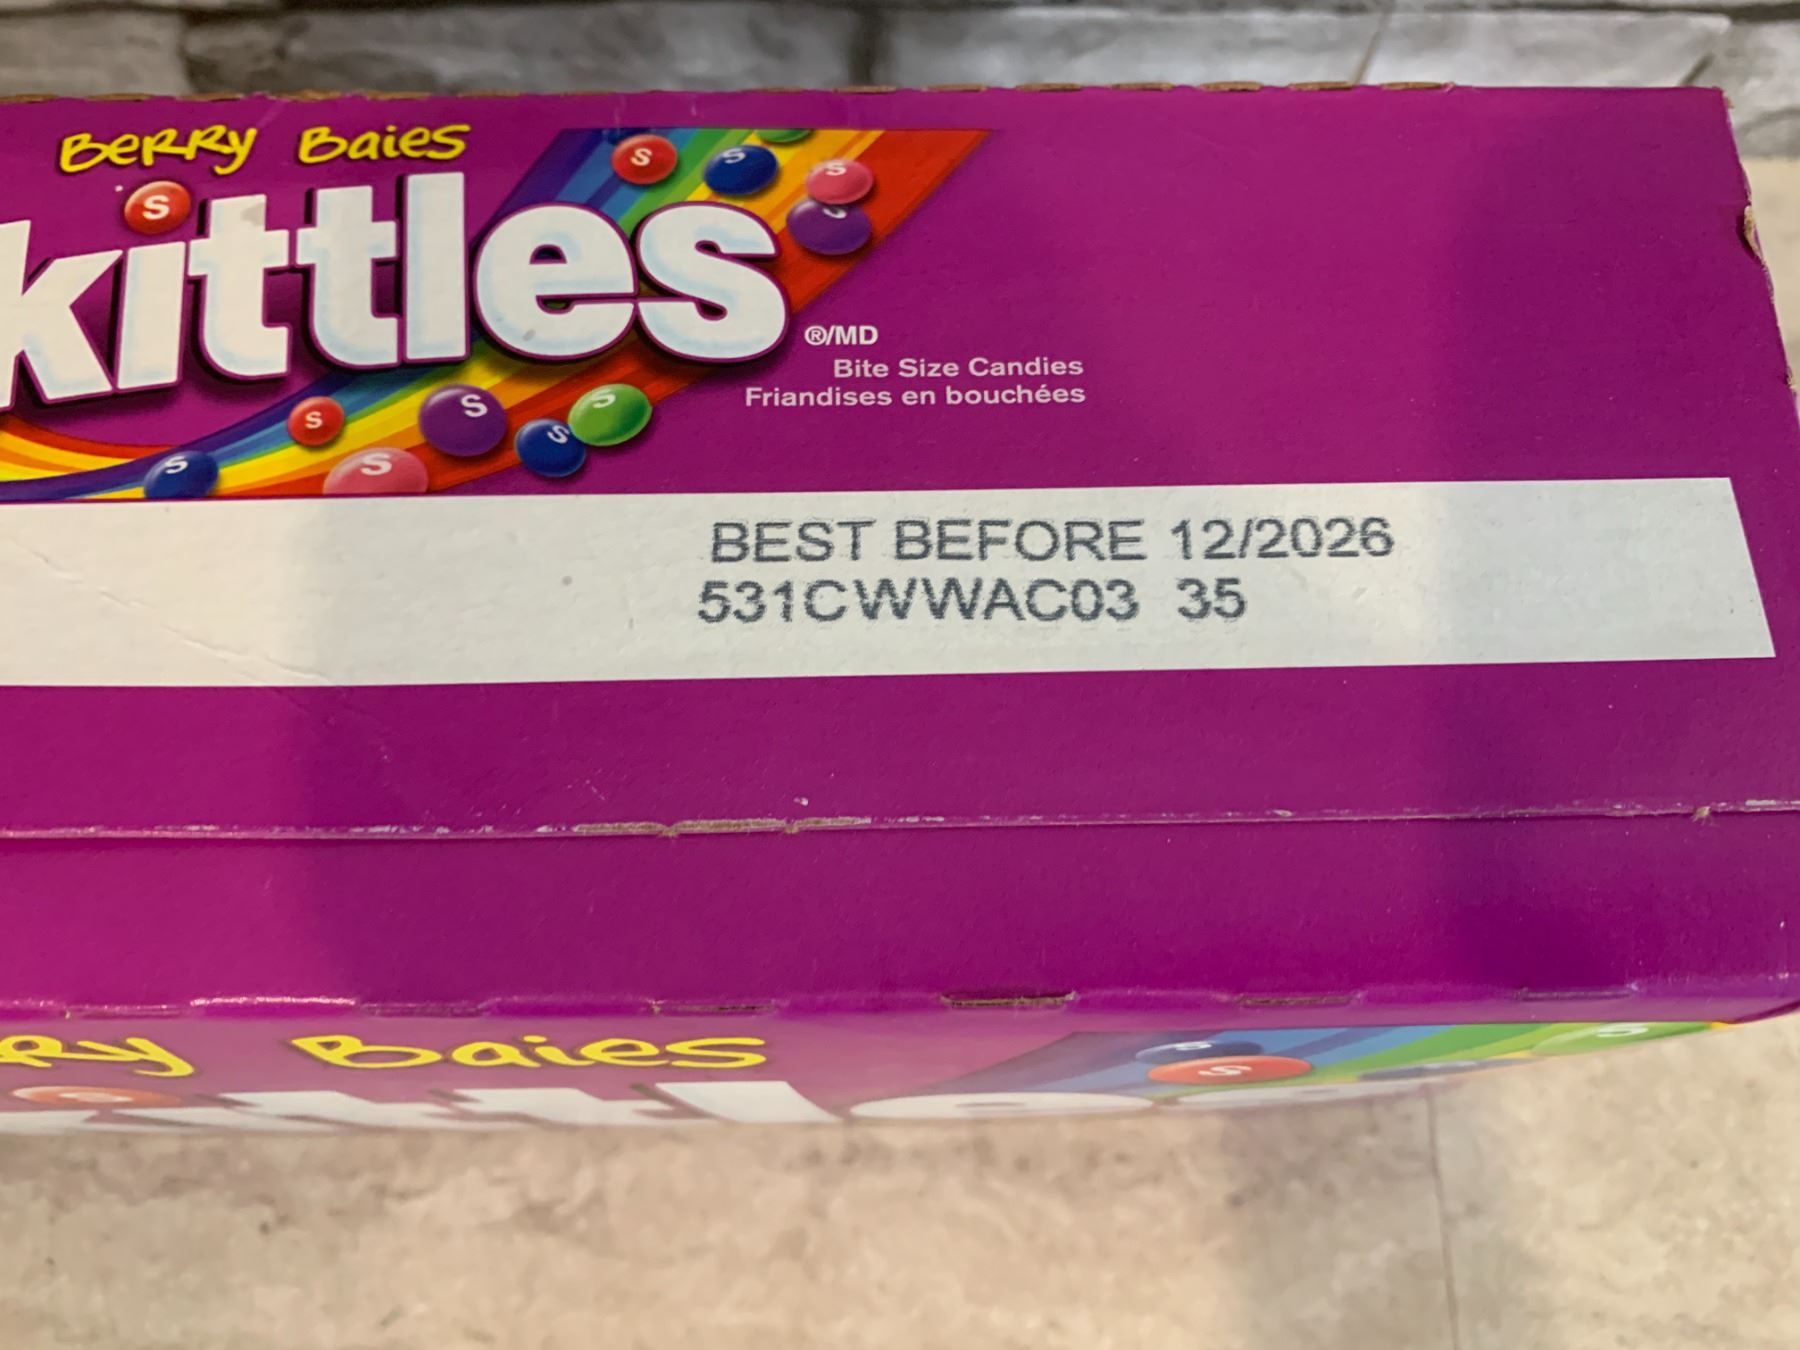 Berry Baies
kittles
®/MD
Bite Size Candies
Friandises en bouchées
BEST BEFORE 12/2026
531CWWAC03 35
Baies